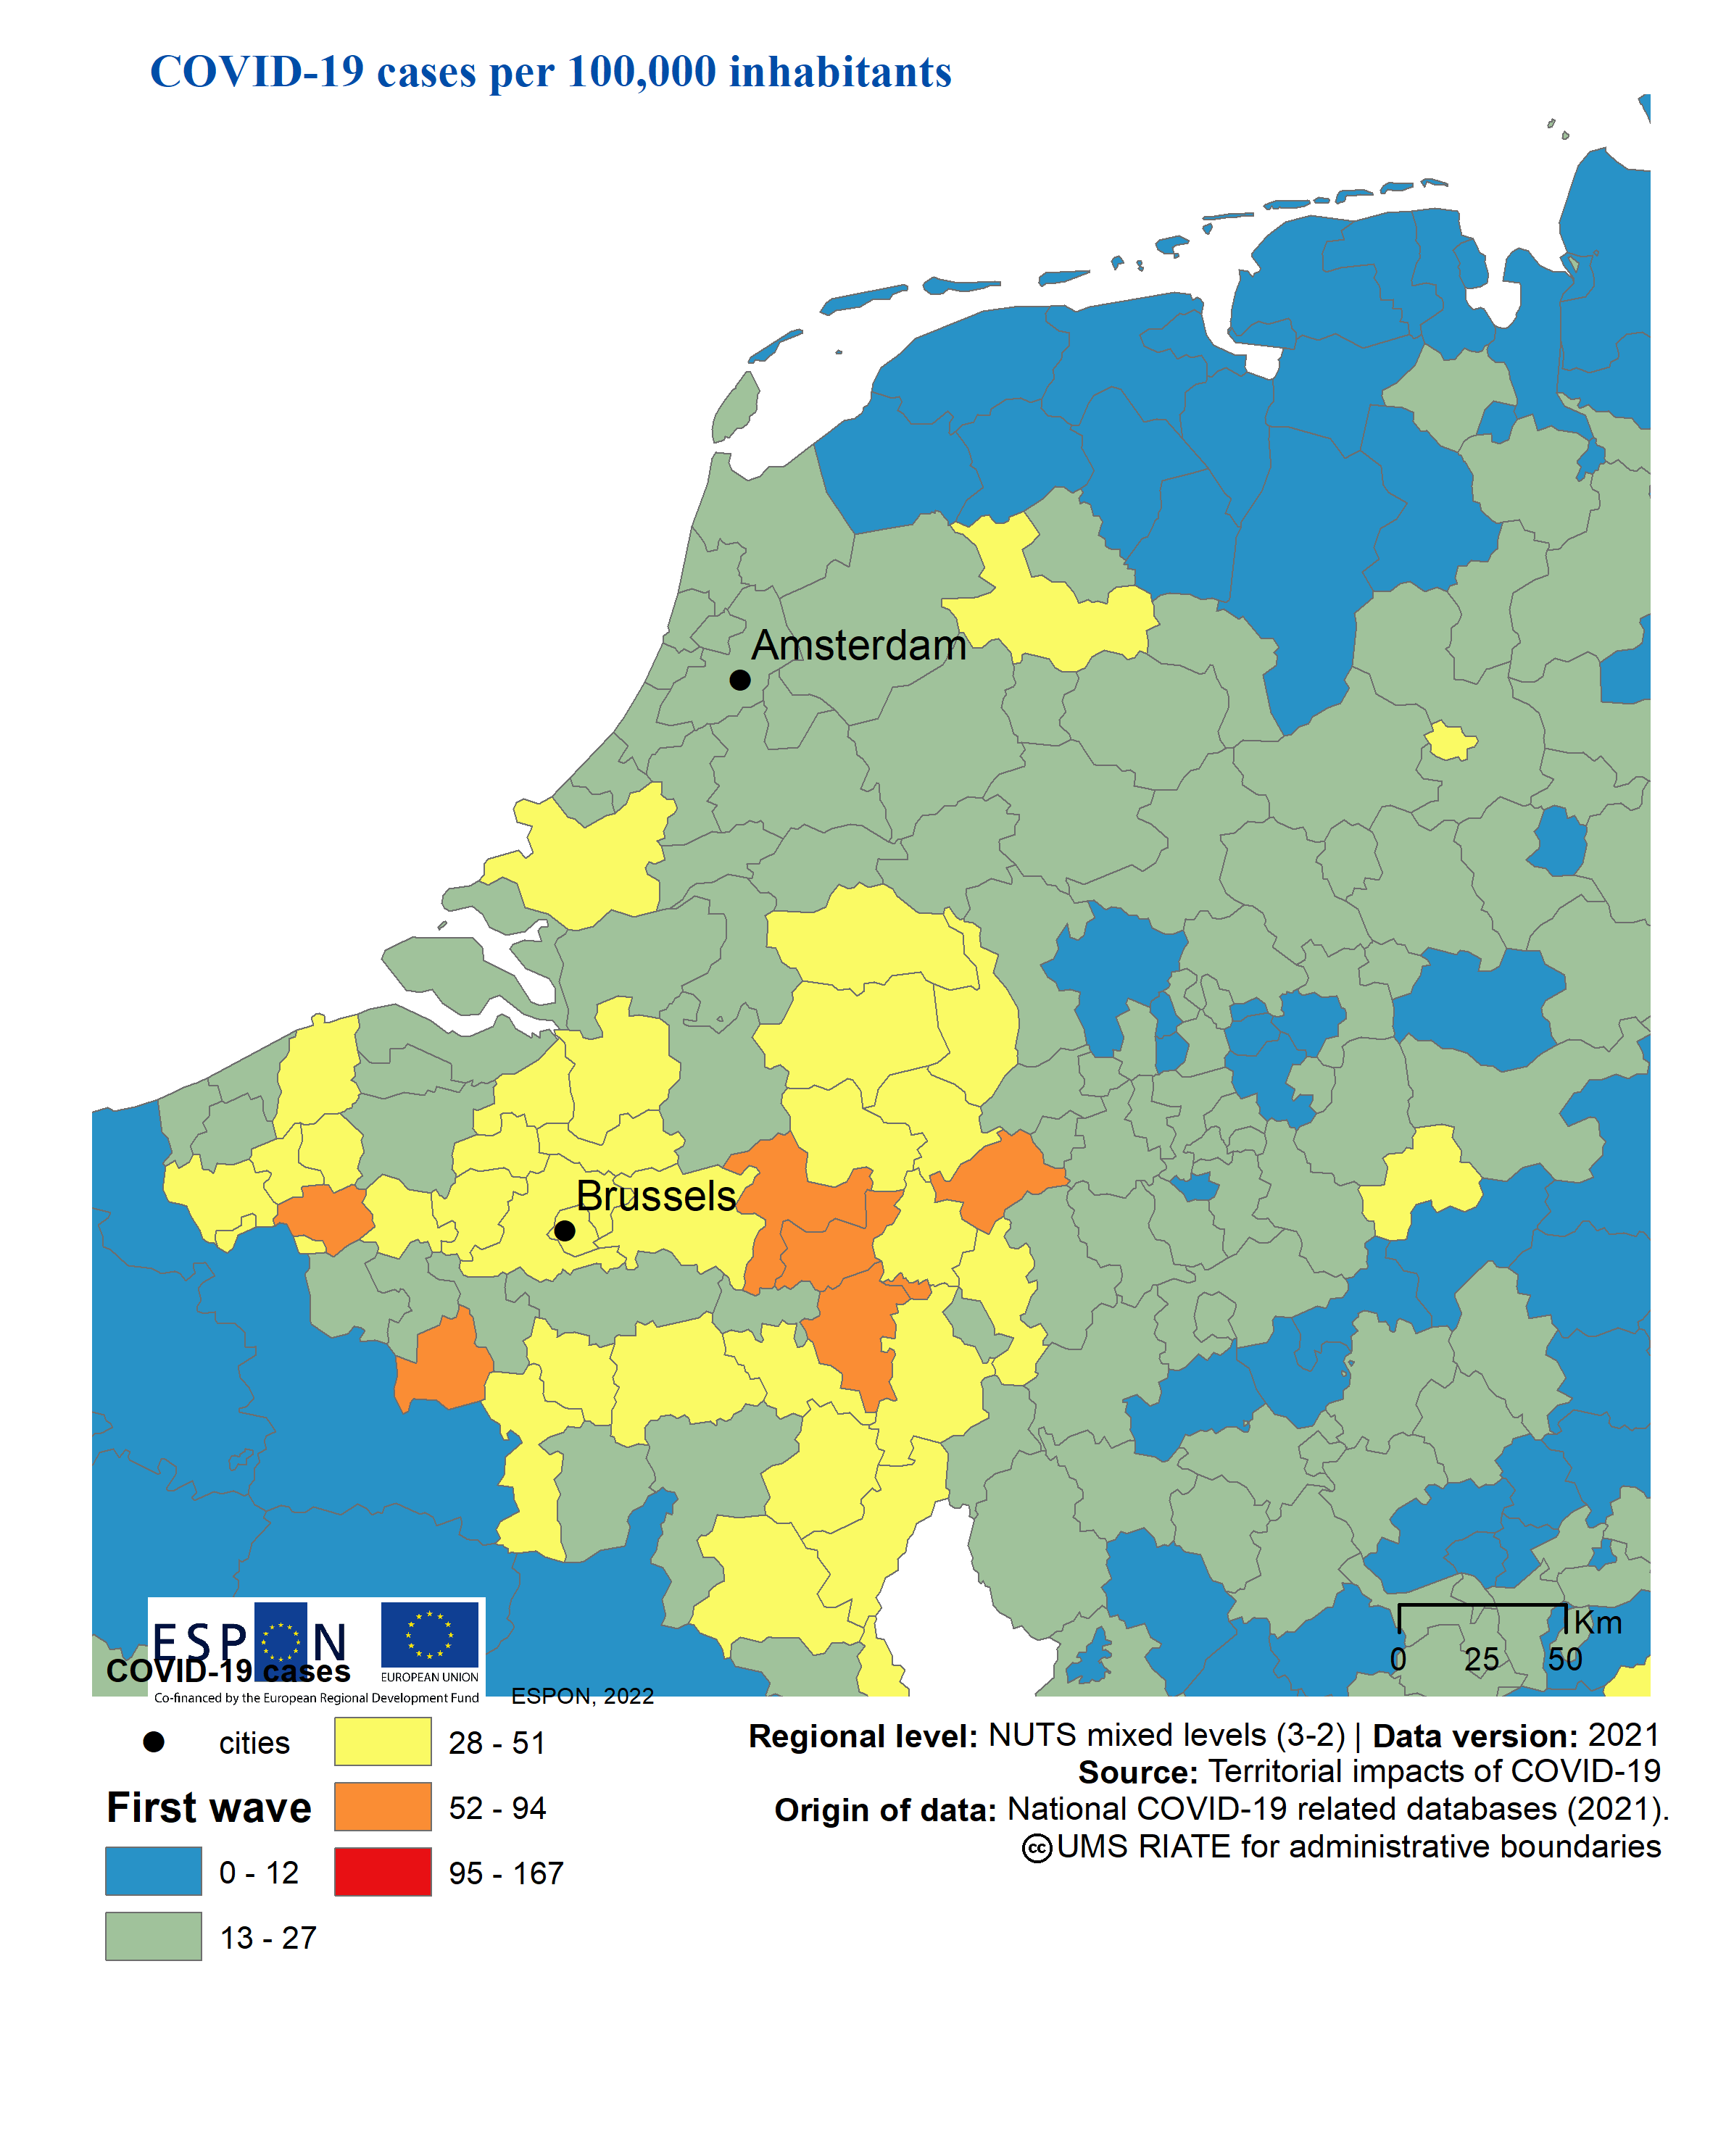 COVID-19 cases per 100,000 inhabitants
Amsterdam
Brussels
ESPON
EUROPEAN UNION
COVID-19 cases
Co-financed by the European Regional Development Fund
ESPON, 2022
Km
0 25 50
cities
First wave
0 - 12
13 - 27
28 - 51
52 - 94
95 - 167
Regional level: NUTS mixed levels (3-2) | Data version: 2021
Source: Territorial impacts of COVID-19
Origin of data: National COVID-19 related databases (2021).
cc UMS RIATE for administrative boundaries